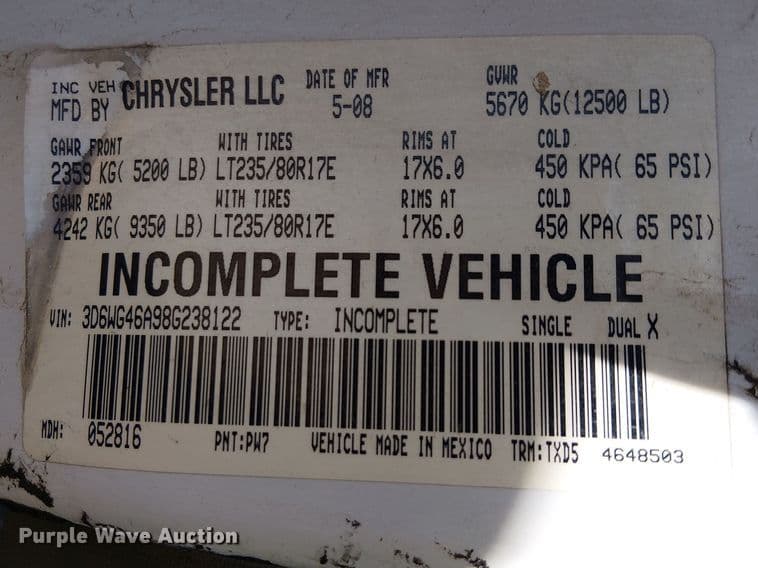 INC VEH
MFD BY CHRYSLER LLC DATE OF MFR 5-08 GVWR 5670 KG(12500 LB)
GAWR FRONT WITH TIRES RIMS AT COLD
2359 KG( 5200 LB) LT235/80R17E 17X6.0 450 KPA( 65 PSI)
GAWR REAR WITH TIRES RIMS AT COLD
4242 KG( 9350 LB) LT235/80R17E 17X6.0 450 KPA( 65 PSI)
INCOMPLETE VEHICLE
VIN: 3D6WG46A98G238122 TYPE: INCOMPLETE SINGLE DUAL X
MDH: 052816 PNT:PW7 VEHICLE MADE IN MEXICO TRM:TXD5 4648503
Purple Wave Auction